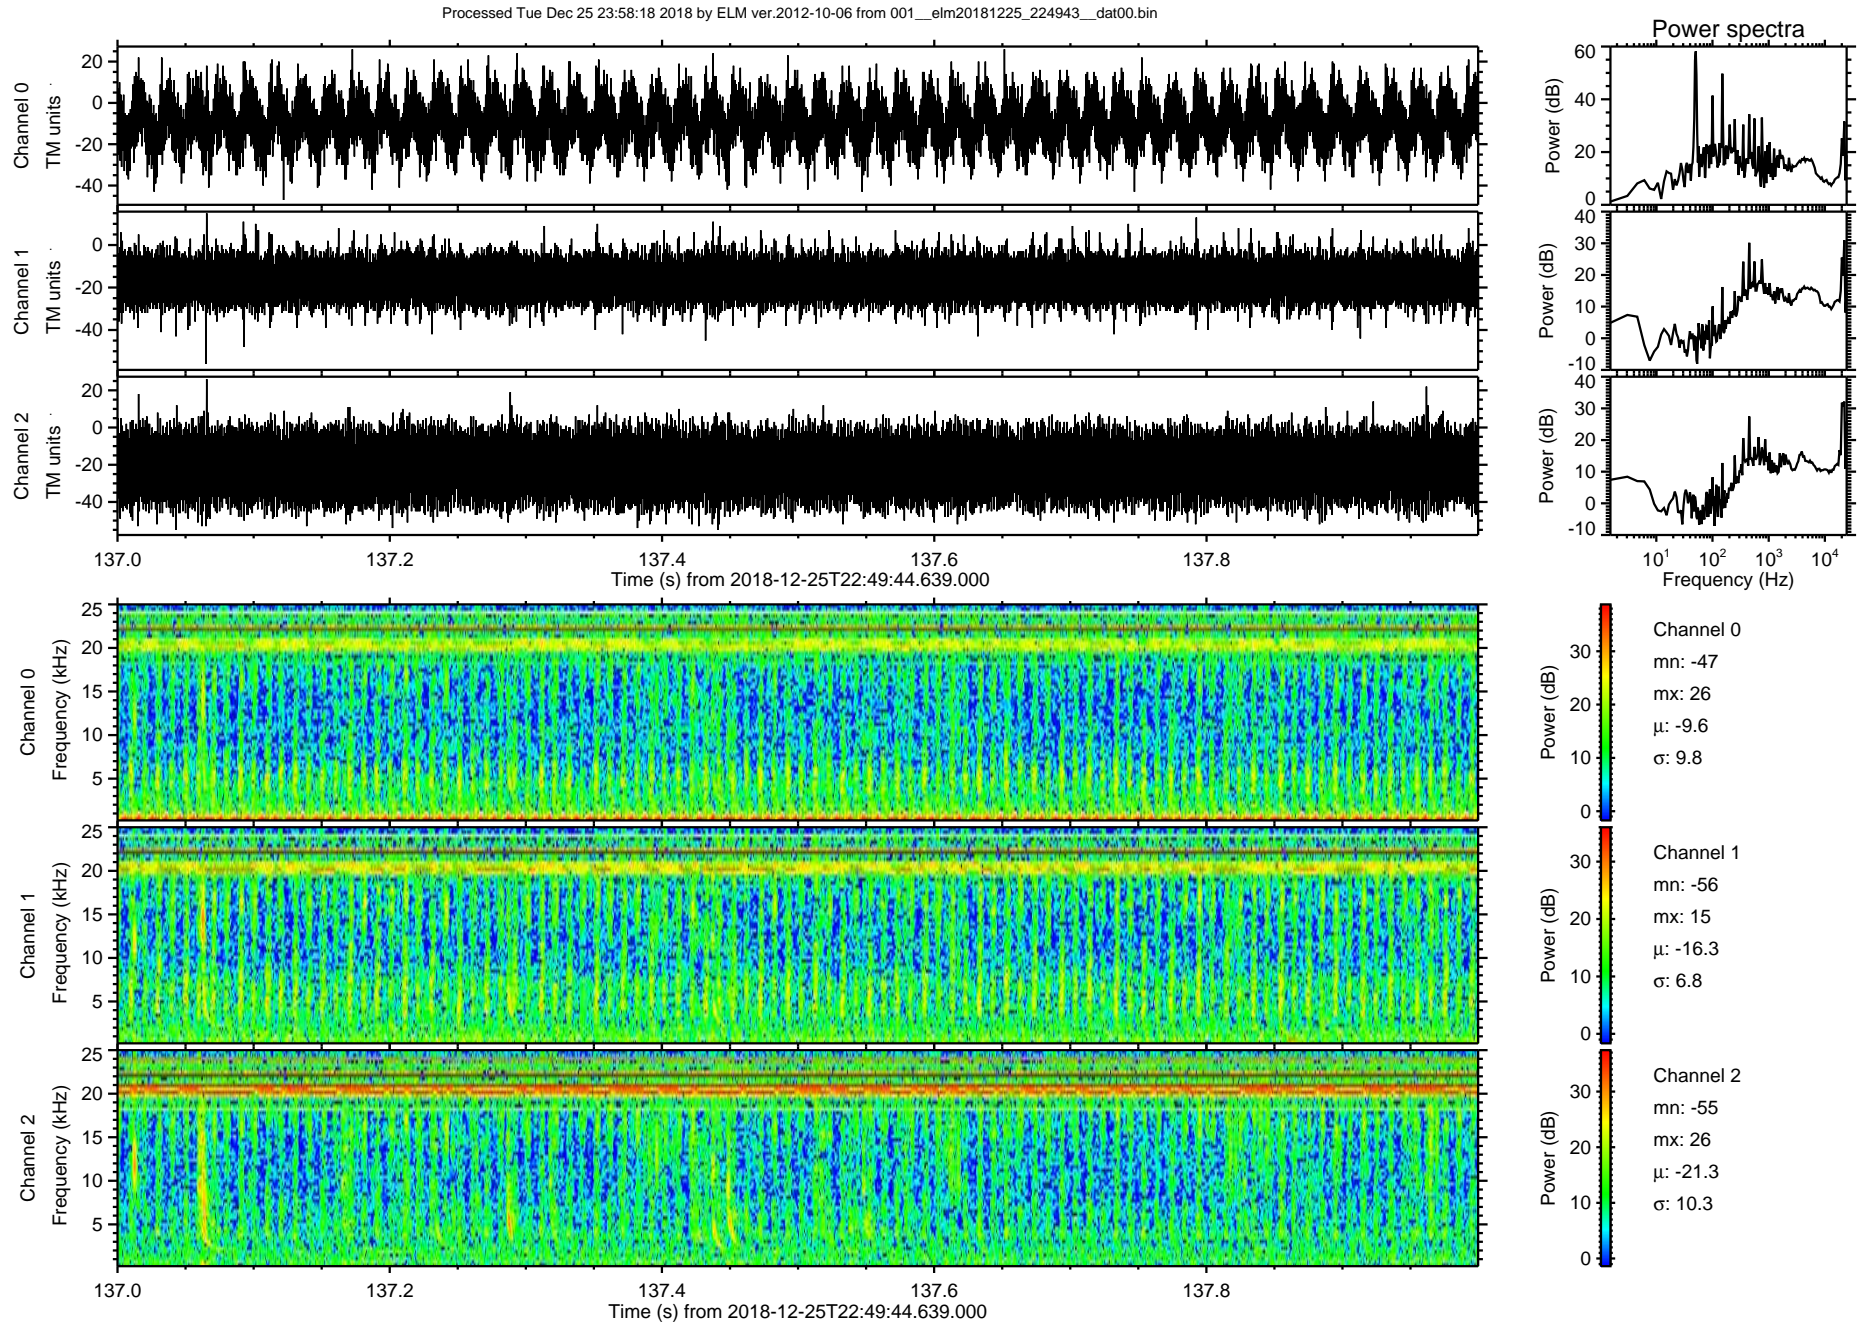 Processed Tue Dec 25 23:58:18 2018 by ELM ver.2012-10-06 from 001__elm20181225_224943__dat00.bin
Power spectra
Channel 0
TM units
20
0
-20
-40
Power (dB)
60
40
20
0
Channel 1
TM units
0
-20
-40
Power (dB)
40
30
20
10
0
-10
Channel 2
TM units
20
0
-20
-40
Power (dB)
40
30
20
10
0
-10
137.0 137.2 137.4 137.6 137.8
Time (s) from 2018-12-25T22:49:44.639.000
10¹ 10² 10³ 10⁴
Frequency (Hz)
Channel 0
Frequency (kHz)
25
20
15
10
5
Power (dB)
30
20
10
0
Channel 0
mn: -47
mx: 26
μ: -9.6
σ: 9.8
Channel 1
Frequency (kHz)
25
20
15
10
5
Power (dB)
30
20
10
0
Channel 1
mn: -56
mx: 15
μ: -16.3
σ: 6.8
Channel 2
Frequency (kHz)
25
20
15
10
5
Power (dB)
30
20
10
0
Channel 2
mn: -55
mx: 26
μ: -21.3
σ: 10.3
137.0 137.2 137.4 137.6 137.8
Time (s) from 2018-12-25T22:49:44.639.000